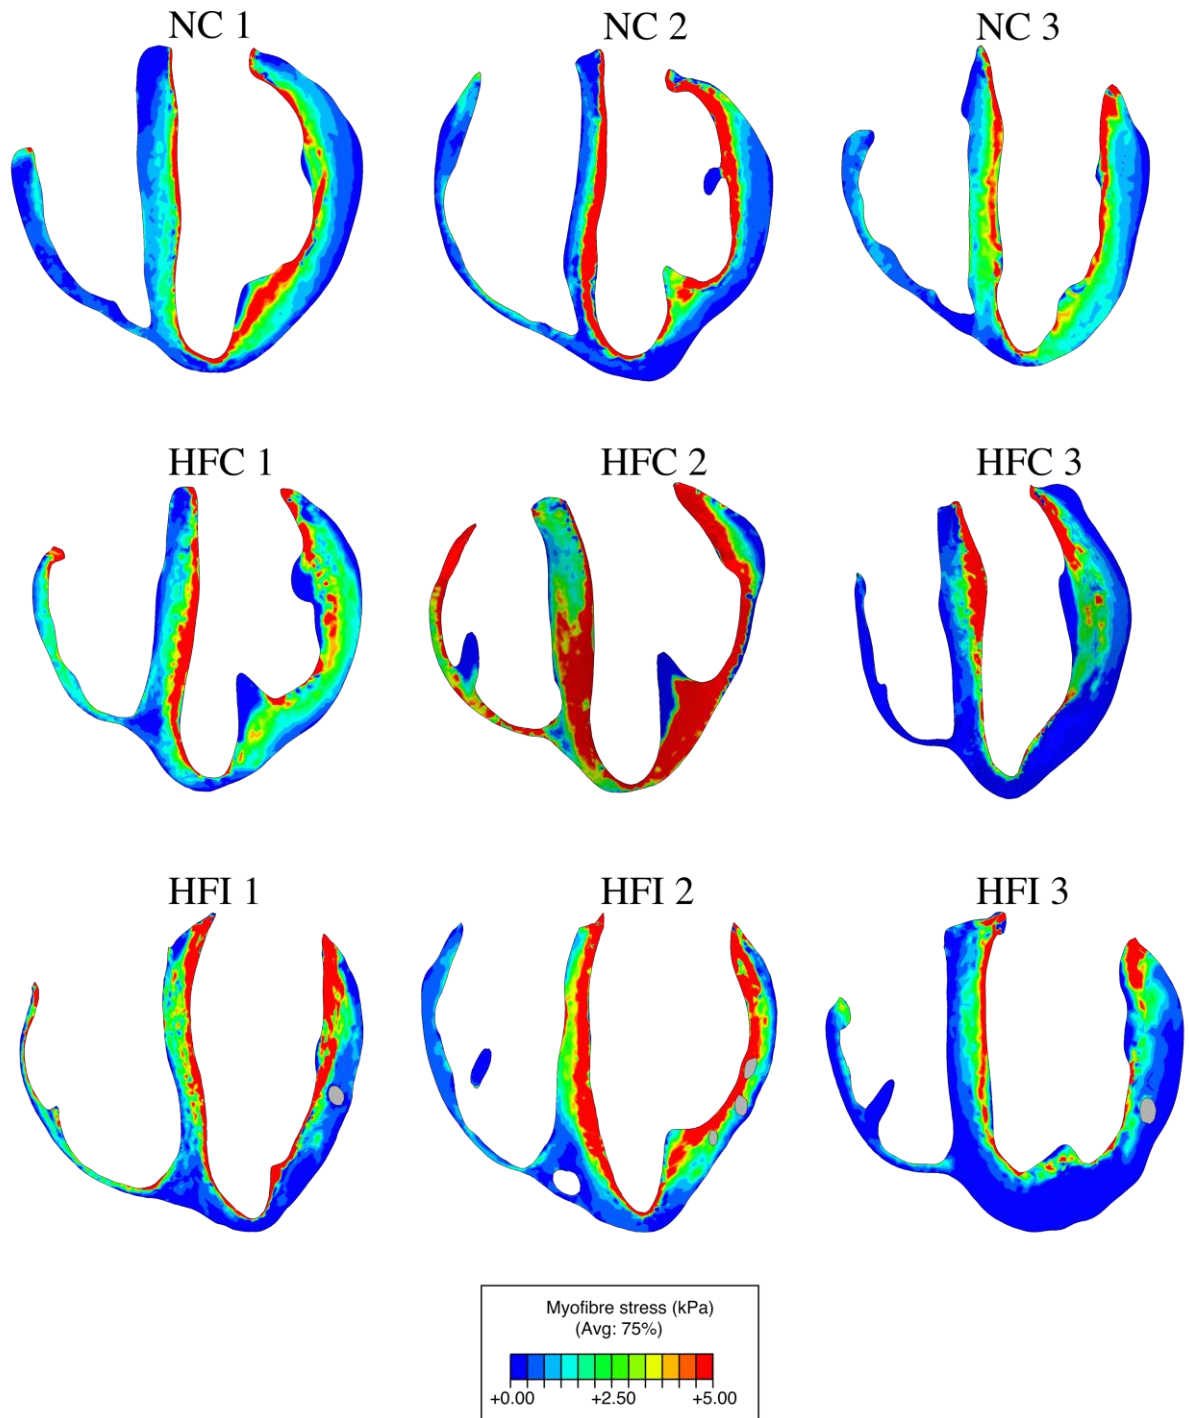 NC 1 NC 2 NC 3
HFC 1 HFC 2 HFC 3
HFI 1 HFI 2 HFI 3
Myofibre stress (kPa)
(Avg: 75%)
+0.00 +2.50 +5.00